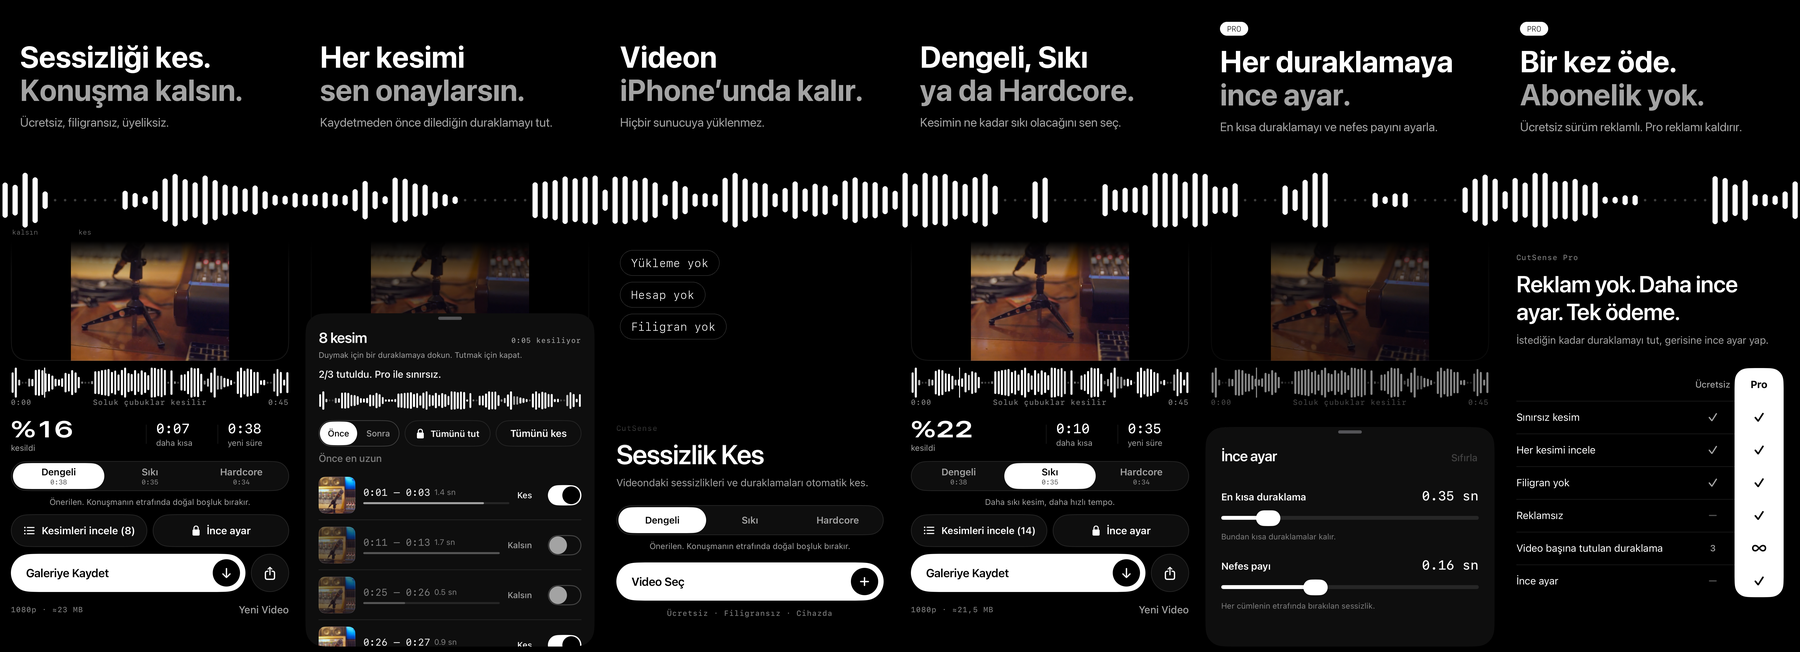 Sessizliği kes.
Konuşma kalsın.
Ücretsiz, filigransız, üyeliksiz.
kalsın
kes
0:00
Soluk çubuklar kesilir
0:45
%16
kesildi
0:07
daha kısa
0:38
yeni süre
Dengeli
0:38
Sıkı
0:35
Hardcore
0:34
Önerilen. Konuşmanın etrafında doğal boşluk bırakır.
Kesimleri incele (8)
İnce ayar
Galeriye Kaydet
1080p · ≈23 MB
Yeni Video
Her kesimi
sen onaylarsın.
Kaydetmeden önce dilediğin duraklamayı tut.
8 kesim
0:05 kesiliyor
Duymak için bir duraklamaya dokun. Tutmak için kapat.
2/3 tutuldu. Pro ile sınırsız.
Önce
Sonra
Tümünü tut
Tümünü kes
Önce en uzun
0:01 — 0:03 1.4 sn
Kes
0:11 — 0:13 1.7 sn
Kalsın
0:25 — 0:26 0.5 sn
Kalsın
0:26 — 0:27 0.9 sn
Kes
Videon
iPhone’unda kalır.
Hiçbir sunucuya yüklenmez.
Yükleme yok
Hesap yok
Filigran yok
CutSense
Sessizlik Kes
Videondaki sessizlikleri ve duraklamaları otomatik kes.
Dengeli
Sıkı
Hardcore
Önerilen. Konuşmanın etrafında doğal boşluk bırakır.
Video Seç
Ücretsiz · Filigransız · Cihazda
Dengeli, Sıkı
ya da Hardcore.
Kesimin ne kadar sıkı olacağını sen seç.
0:00
Soluk çubuklar kesilir
0:45
%22
kesildi
0:10
daha kısa
0:35
yeni süre
Dengeli
0:38
Sıkı
0:35
Hardcore
0:34
Daha sıkı kesim, daha hızlı tempo.
Kesimleri incele (14)
İnce ayar
Galeriye Kaydet
1080p · ≈21,5 MB
Yeni Video
PRO
Her duraklamaya
ince ayar.
En kısa duraklamayı ve nefes payını ayarla.
0:00
Soluk çubuklar kesilir
0:45
İnce ayar
Sıfırla
En kısa duraklama
0.35 sn
Bundan kısa duraklamalar kalır.
Nefes payı
0.16 sn
Her cümlenin etrafında bırakılan sessizlik.
PRO
Bir kez öde.
Abonelik yok.
Ücretsiz sürüm reklamlı. Pro reklamı kaldırır.
CutSense Pro
Reklam yok. Daha ince
ayar. Tek ödeme.
İstediğin kadar duraklamayı tut, gerisine ince ayar yap.
Ücretsiz
Pro
Sınırsız kesim
Her kesimi incele
Filigran yok
Reklamsız
—
Video başına tutulan duraklama
3
∞
İnce ayar
—